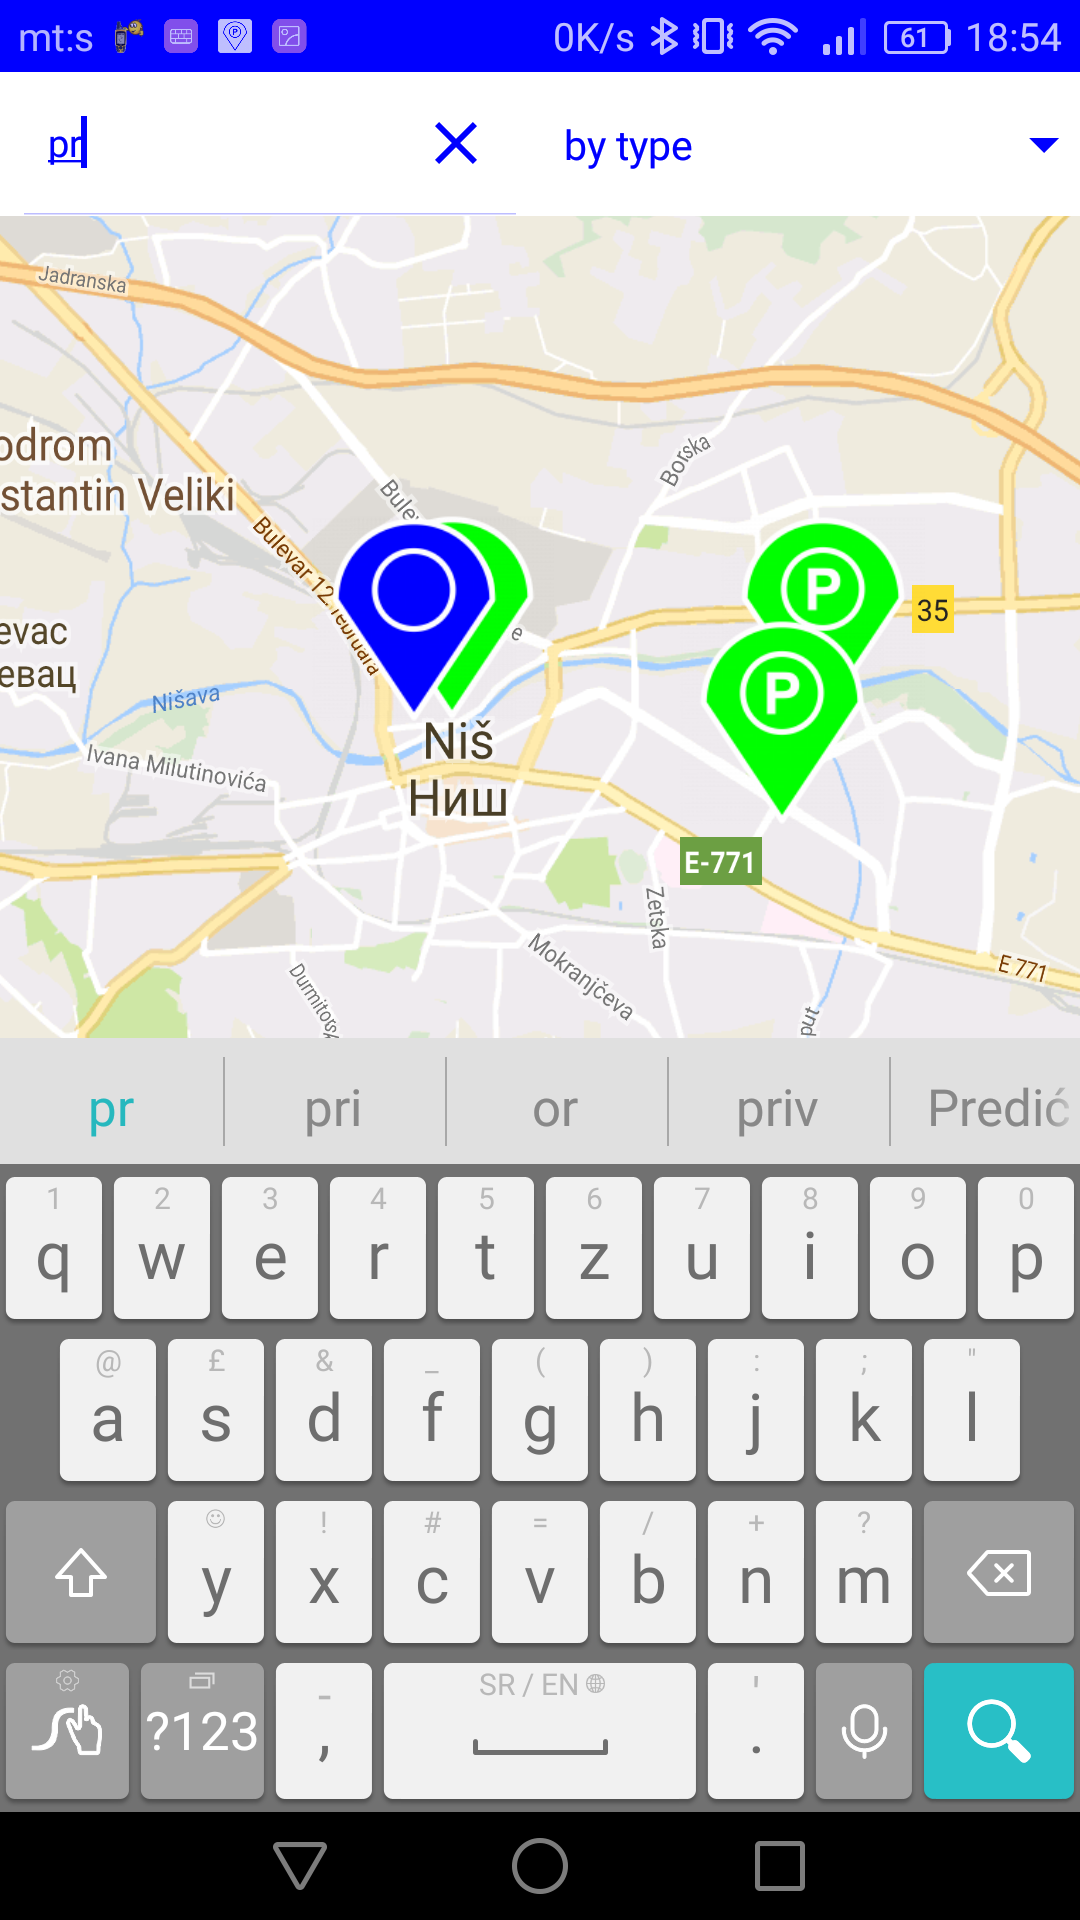 mt:s 0K/s 61 18:54
pr by type
Jadranska
odrom
stantin Veliki
Borska
Bule
Bulevar 12. februara
35
evac
евац
e
Nišava
Niš
Ниш
Ivana Milutinovića
E-771
Zetska
Mokranjčeva
E 771
Durmitorsk
put
P
P
pr pri or priv Predić
1 2 3 4 5 6 7 8 9 0
q w e r t z u i o p
@ £ & _ ( ) : ; "
a s d f g h j k l
! # = / + ?
y x c v b n m
- SR / EN '
?123 , .